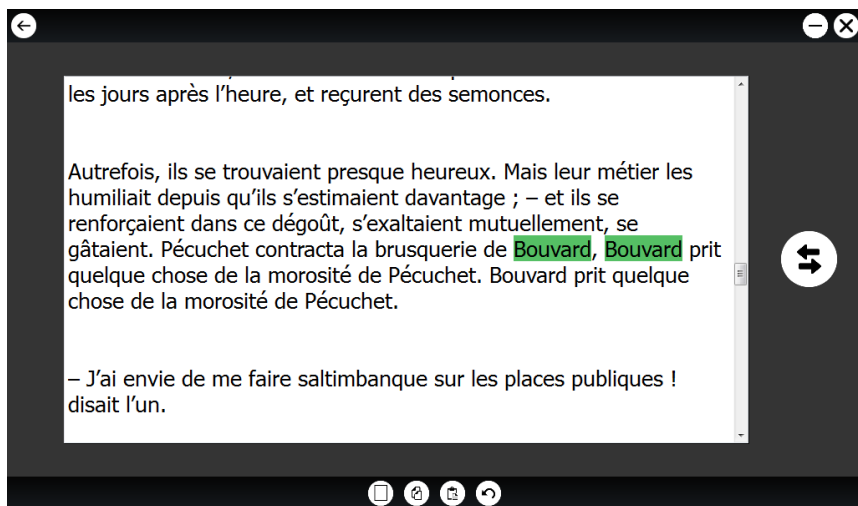 les jours après l’heure, et reçurent des semonces.
Autrefois, ils se trouvaient presque heureux. Mais leur métier les
humiliait depuis qu’ils s’estimaient davantage ; – et ils se
renforçaient dans ce dégoût, s’exaltaient mutuellement, se
gâtaient. Pécuchet contracta la brusquerie de Bouvard, Bouvard prit
quelque chose de la morosité de Pécuchet. Bouvard prit quelque
chose de la morosité de Pécuchet.
– J’ai envie de me faire saltimbanque sur les places publiques !
disait l’un.